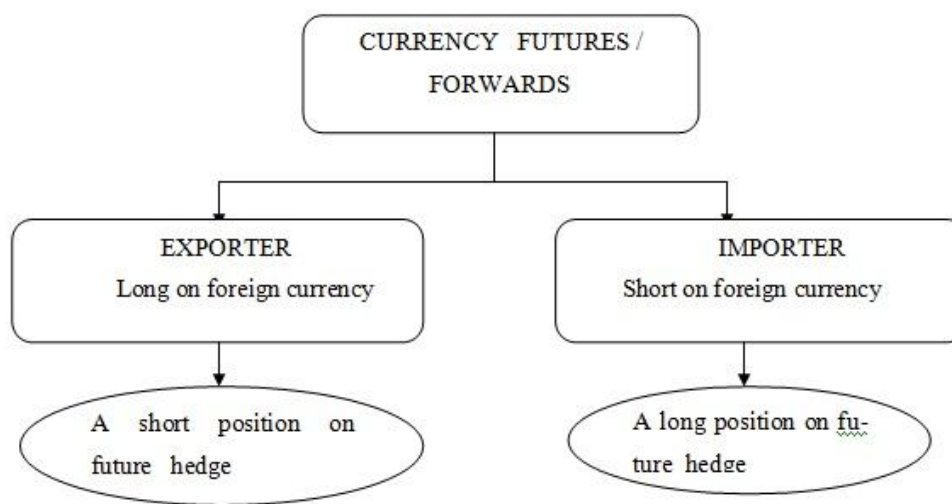 CURRENCY FUTURES /
FORWARDS
EXPORTER
Long on foreign currency
IMPORTER
Short on foreign currency
A short position on
future hedge
A long position on fu-
ture hedge